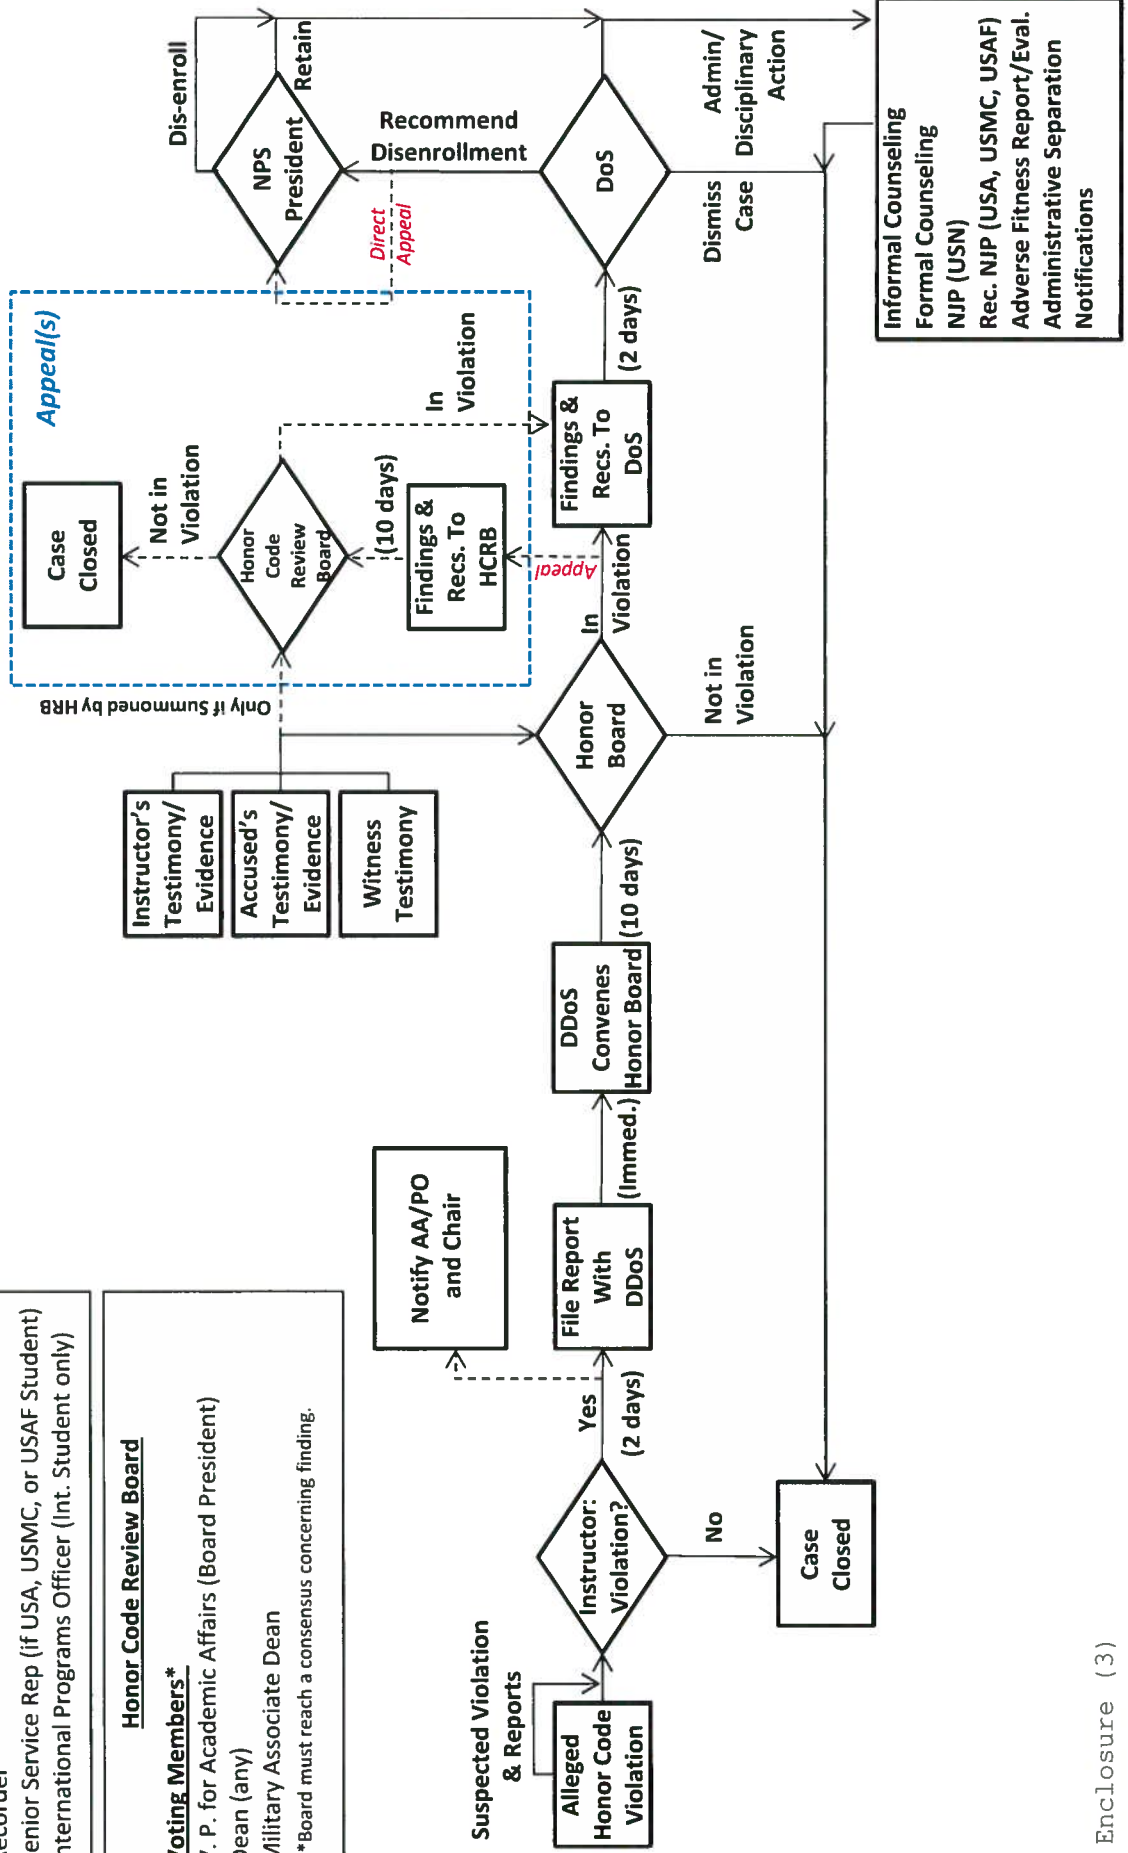 ecorder
enior Service Rep (if USA, USMC, or USAF Student)
nternational Programs Officer (Int. Student only)
Honor Code Review Board
Voting Members*
V. P. for Academic Affairs (Board President)
Dean (any)
Military Associate Dean
*Board must reach a consensus concerning finding.
Suspected Violation
& Reports
Alleged
Honor Code
Violation
Instructor:
Violation?
Yes
(2 days)
No
Case
Closed
Notify AA/PO
and Chair
File Report
With
DDoS
(Immed.)
DDoS
Convenes
Honor Board
(10 days)
Instructor's
Testimony/
Evidence
Accused's
Testimony/
Evidence
Witness
Testimony
Only if Summoned by HRB
Honor
Board
Not in
Violation
In
Violation
Appeal
Appeal(s)
Findings &
Recs. To
HCRB
(10 days)
Honor
Code
Review
Board
Not in
Violation
Case
Closed
In
Violation
Findings &
Recs. To
DoS
(2 days)
DoS
Dismiss
Case
Admin/
Disciplinary
Action
Recommend
Disenrollment
Direct
Appeal
NPS
President
Dis-enroll
Retain
Informal Counseling
Formal Counseling
NJP (USN)
Rec. NJP (USA, USMC, USAF)
Adverse Fitness Report/Eval.
Administrative Separation
Notifications
Enclosure (3)